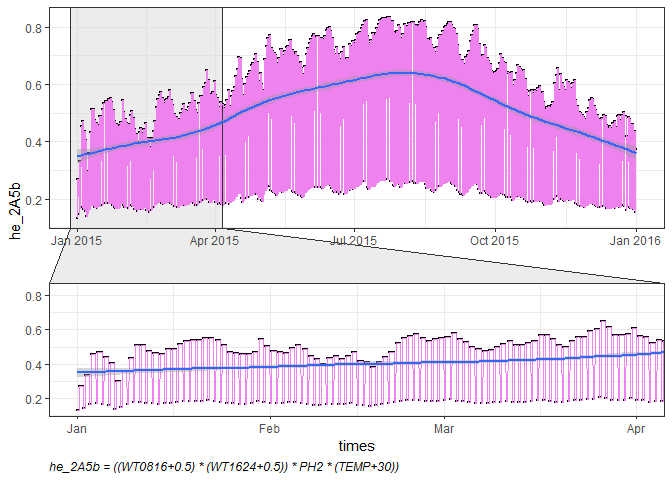 0.8
0.6
0.4
0.2
he_2A5b
Jan 2015 Apr 2015 Jul 2015 Oct 2015 Jan 2016
0.8
0.6
0.4
0.2
Jan Feb Mar Apr
times
he_2A5b = ((WT0816+0.5) * (WT1624+0.5)) * PH2 * (TEMP+30))